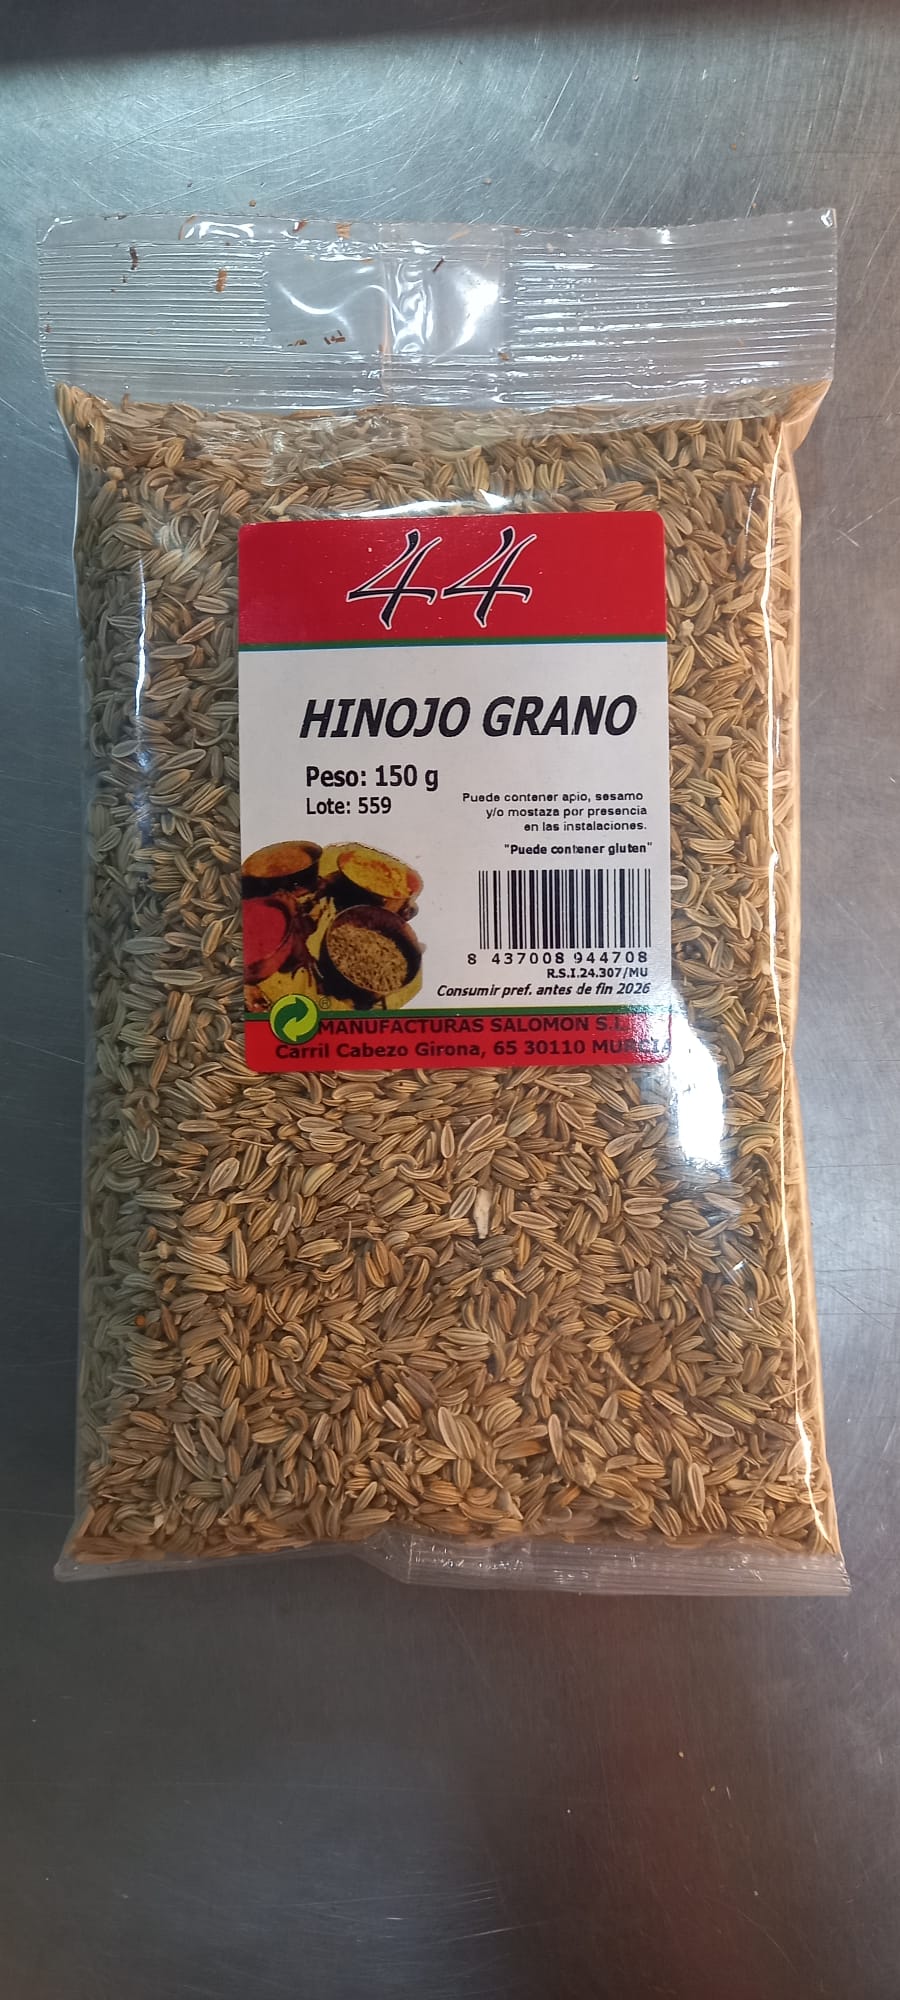 44
HINOJO GRANO
Peso: 150 g
Lote: 559
Puede contener apio, sesamo
y/o mostaza por presencia
en las instalaciones.
"Puede contener gluten"
8 437008 944708
R.S.I.24.307/MU
Consumir pref. antes de fin 2026
®
MANUFACTURAS SALOMON S.L.
Carril Cabezo Girona, 65 30110 MURCIA